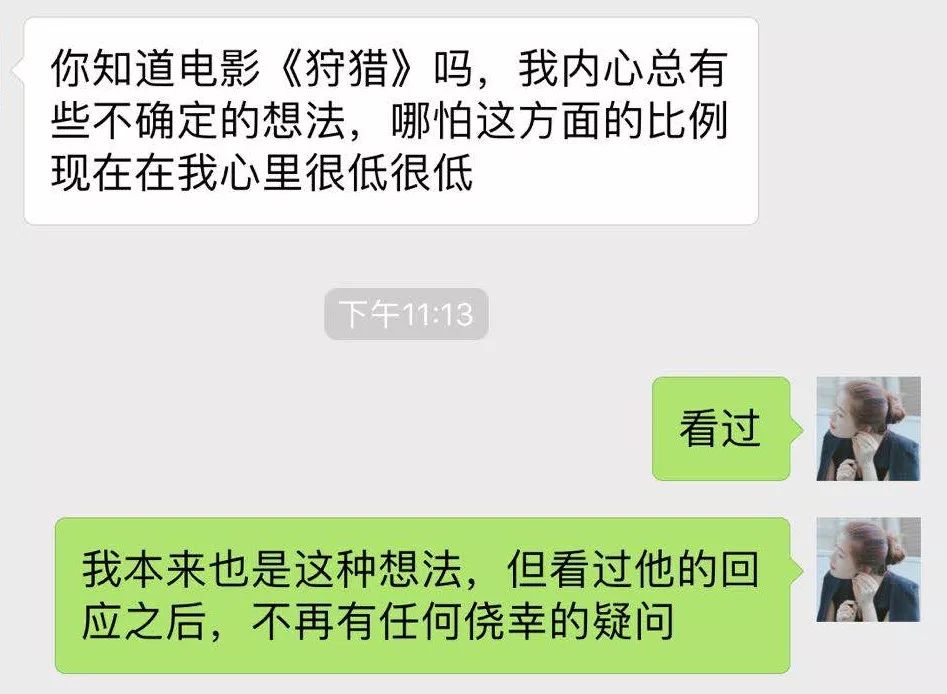 你知道电影《狩猎》吗，我内心总有
些不确定的想法，哪怕这方面的比例
现在在我心里很低很低
下午11:13
看过
我本来也是这种想法，但看过他的回
应之后，不再有任何侥幸的疑问